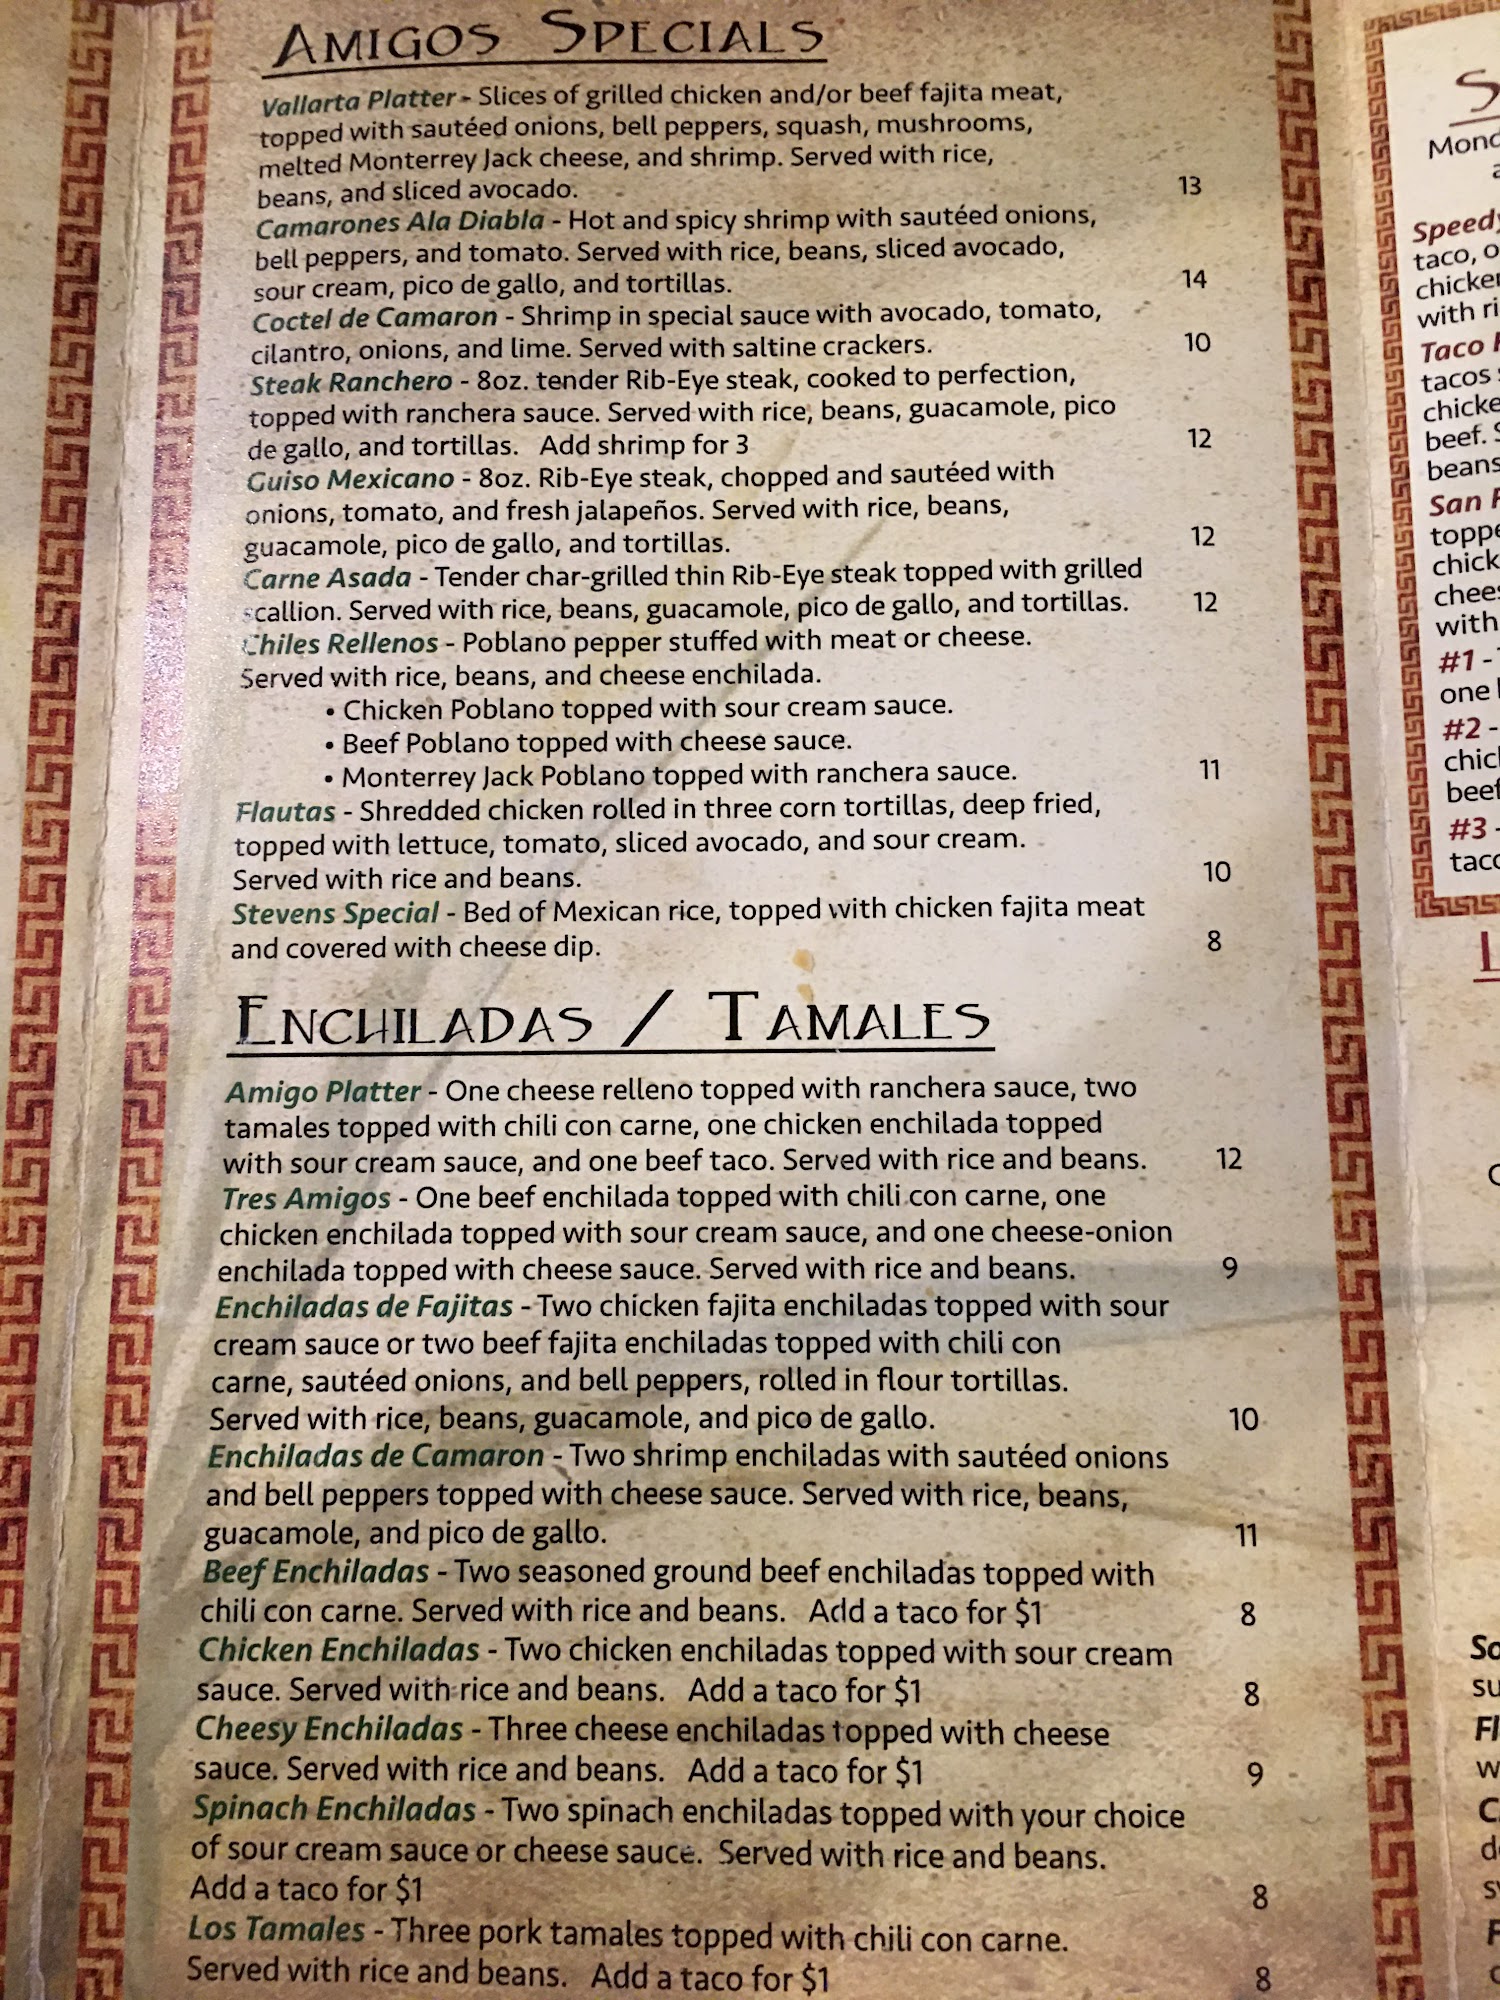 AMIGOS SPECIALS
Vallarta Platter - Slices of grilled chicken and/or beef fajita meat,
topped with sautéed onions, bell peppers, squash, mushrooms,
melted Monterrey Jack cheese, and shrimp. Served with rice,
beans, and sliced avocado. 13
Camarones Ala Diabla - Hot and spicy shrimp with sautéed onions,
bell peppers, and tomato. Served with rice, beans, sliced avocado,
sour cream, pico de gallo, and tortillas. 14
Coctel de Camaron - Shrimp in special sauce with avocado, tomato,
cilantro, onions, and lime. Served with saltine crackers. 10
Steak Ranchero - 8oz. tender Rib-Eye steak, cooked to perfection,
topped with ranchera sauce. Served with rice, beans, guacamole, pico
de gallo, and tortillas. Add shrimp for 3 12
Guiso Mexicano - 8oz. Rib-Eye steak, chopped and sautéed with
onions, tomato, and fresh jalapeños. Served with rice, beans,
guacamole, pico de gallo, and tortillas. 12
Carne Asada - Tender char-grilled thin Rib-Eye steak topped with grilled
scallion. Served with rice, beans, guacamole, pico de gallo, and tortillas. 12
Chiles Rellenos - Poblano pepper stuffed with meat or cheese.
Served with rice, beans, and cheese enchilada.
• Chicken Poblano topped with sour cream sauce.
• Beef Poblano topped with cheese sauce.
• Monterrey Jack Poblano topped with ranchera sauce. 11
Flautas - Shredded chicken rolled in three corn tortillas, deep fried,
topped with lettuce, tomato, sliced avocado, and sour cream.
Served with rice and beans. 10
Stevens Special - Bed of Mexican rice, topped with chicken fajita meat
and covered with cheese dip. 8
ENCHILADAS / TAMALES
Amigo Platter - One cheese relleno topped with ranchera sauce, two
tamales topped with chili con carne, one chicken enchilada topped
with sour cream sauce, and one beef taco. Served with rice and beans. 12
Tres Amigos - One beef enchilada topped with chili con carne, one
chicken enchilada topped with sour cream sauce, and one cheese-onion
enchilada topped with cheese sauce. Served with rice and beans. 9
Enchiladas de Fajitas - Two chicken fajita enchiladas topped with sour
cream sauce or two beef fajita enchiladas topped with chili con
carne, sautéed onions, and bell peppers, rolled in flour tortillas.
Served with rice, beans, guacamole, and pico de gallo. 10
Enchiladas de Camaron - Two shrimp enchiladas with sautéed onions
and bell peppers topped with cheese sauce. Served with rice, beans,
guacamole, and pico de gallo. 11
Beef Enchiladas - Two seasoned ground beef enchiladas topped with
chili con carne. Served with rice and beans. Add a taco for $1 8
Chicken Enchiladas - Two chicken enchiladas topped with sour cream
sauce. Served with rice and beans. Add a taco for $1 8
Cheesy Enchiladas - Three cheese enchiladas topped with cheese
sauce. Served with rice and beans. Add a taco for $1 9
Spinach Enchiladas - Two spinach enchiladas topped with your choice
of sour cream sauce or cheese sauce. Served with rice and beans.
Add a taco for $1 8
Los Tamales - Three pork tamales topped with chili con carne.
Served with rice and beans. Add a taco for $1 8
Speedy
taco,
with
Taco
tacos
beef.
beans
San
with
#1 -
one
#2 -
beef
#3 -